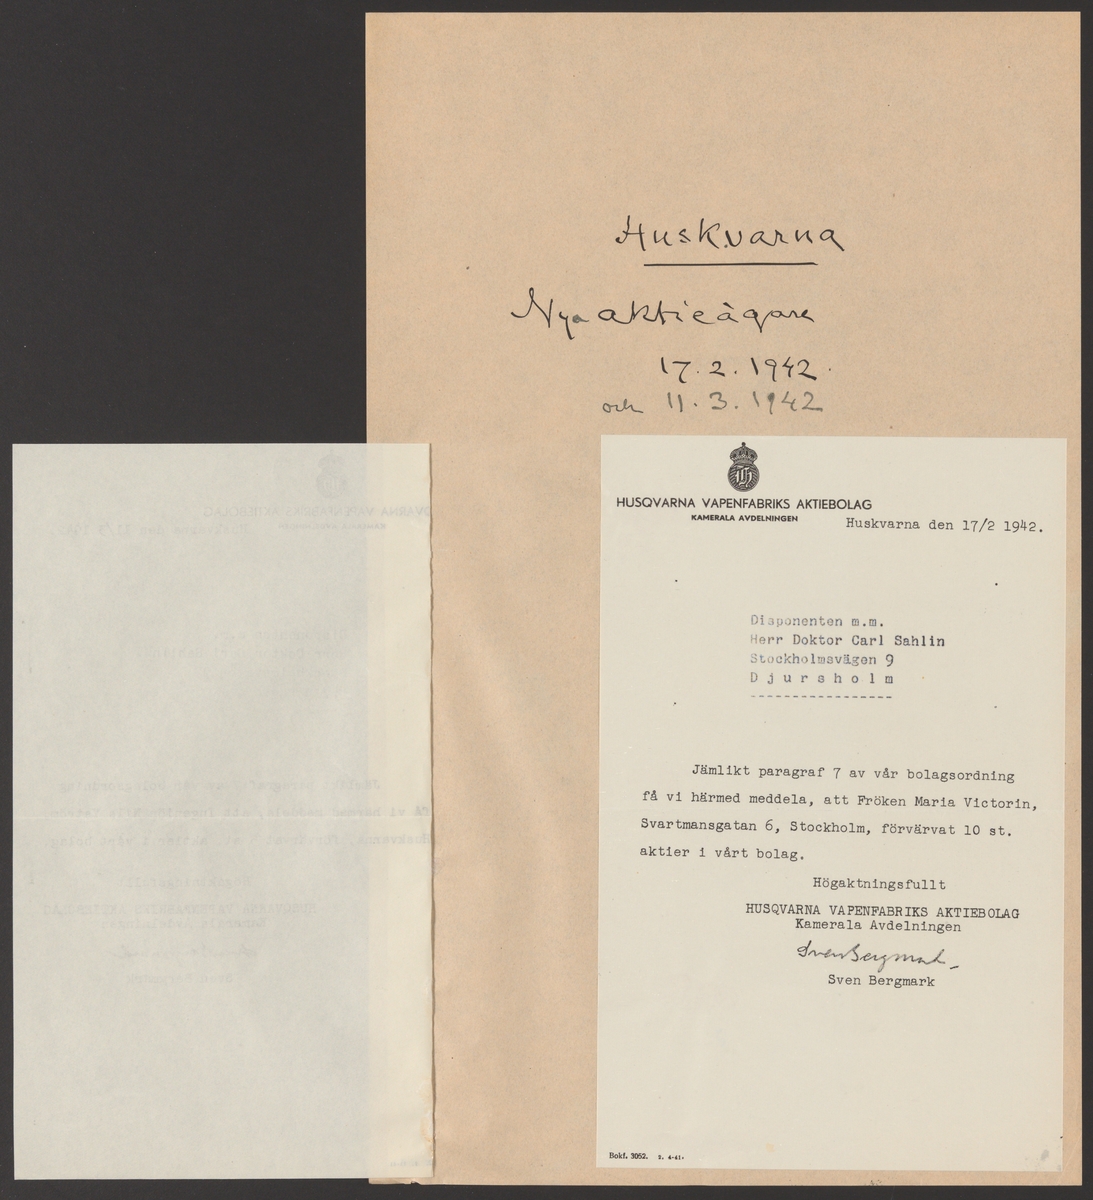 Huskvarna
Nya aktieägare
17.2.1942.
och 11.3.1942
HUSQVARNA VAPENFABRIKS AKTIEBOLAG
KAMERALA AVDELNINGEN
Huskvarna den 17/2 1942.
Disponenten m.m.
Herr Doktor Carl Sahlin
Stockholmsvägen 9
D j u r s h o l m
-----------------
Jämlikt paragraf 7 av vår bolagsordning
få vi härmed meddela, att Fröken Maria Victorin,
Svartmansgatan 6, Stockholm, förvärvat 10 st.
aktier i vårt bolag.
Högaktningsfullt
HUSQVARNA VAPENFABRIKS AKTIEBOLAG
Kamerala Avdelningen
Sven Bergmark
Sven Bergmark
Bokf. 3052. 2. 4-41.